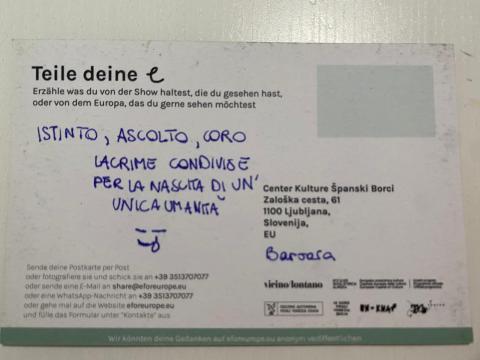 Teile deine e
Erzähle was du von der Show haltest, die du gesehen hast,
oder von dem Europa, das du gerne sehen möchtest
ISTINTO, ASCOLTO, CORO
LACRIME CONDIVISE
PER LA NASCITA DI UN'
UNICA UMANITÀ
Center Kulture Španski Borci
Zaloška cesta, 61
1100 Ljubljana,
Slovenija,
EU
Barbara
Sende deine Postkarte per Post
oder fotografiere sie und schick sie an +39 3513707077
oder sende eine E-Mail an share@eforeurope.eu
oder eine WhatsApp-Nachricht an +39 3513707077
oder gehe auf die Website eforeurope.eu
und fülle das Formular unter "Kontakte" aus
vicino/lontano
EN-KNAP
Wir könnten deine Gedanken auf eforeurope.eu anonym veröffentlichen